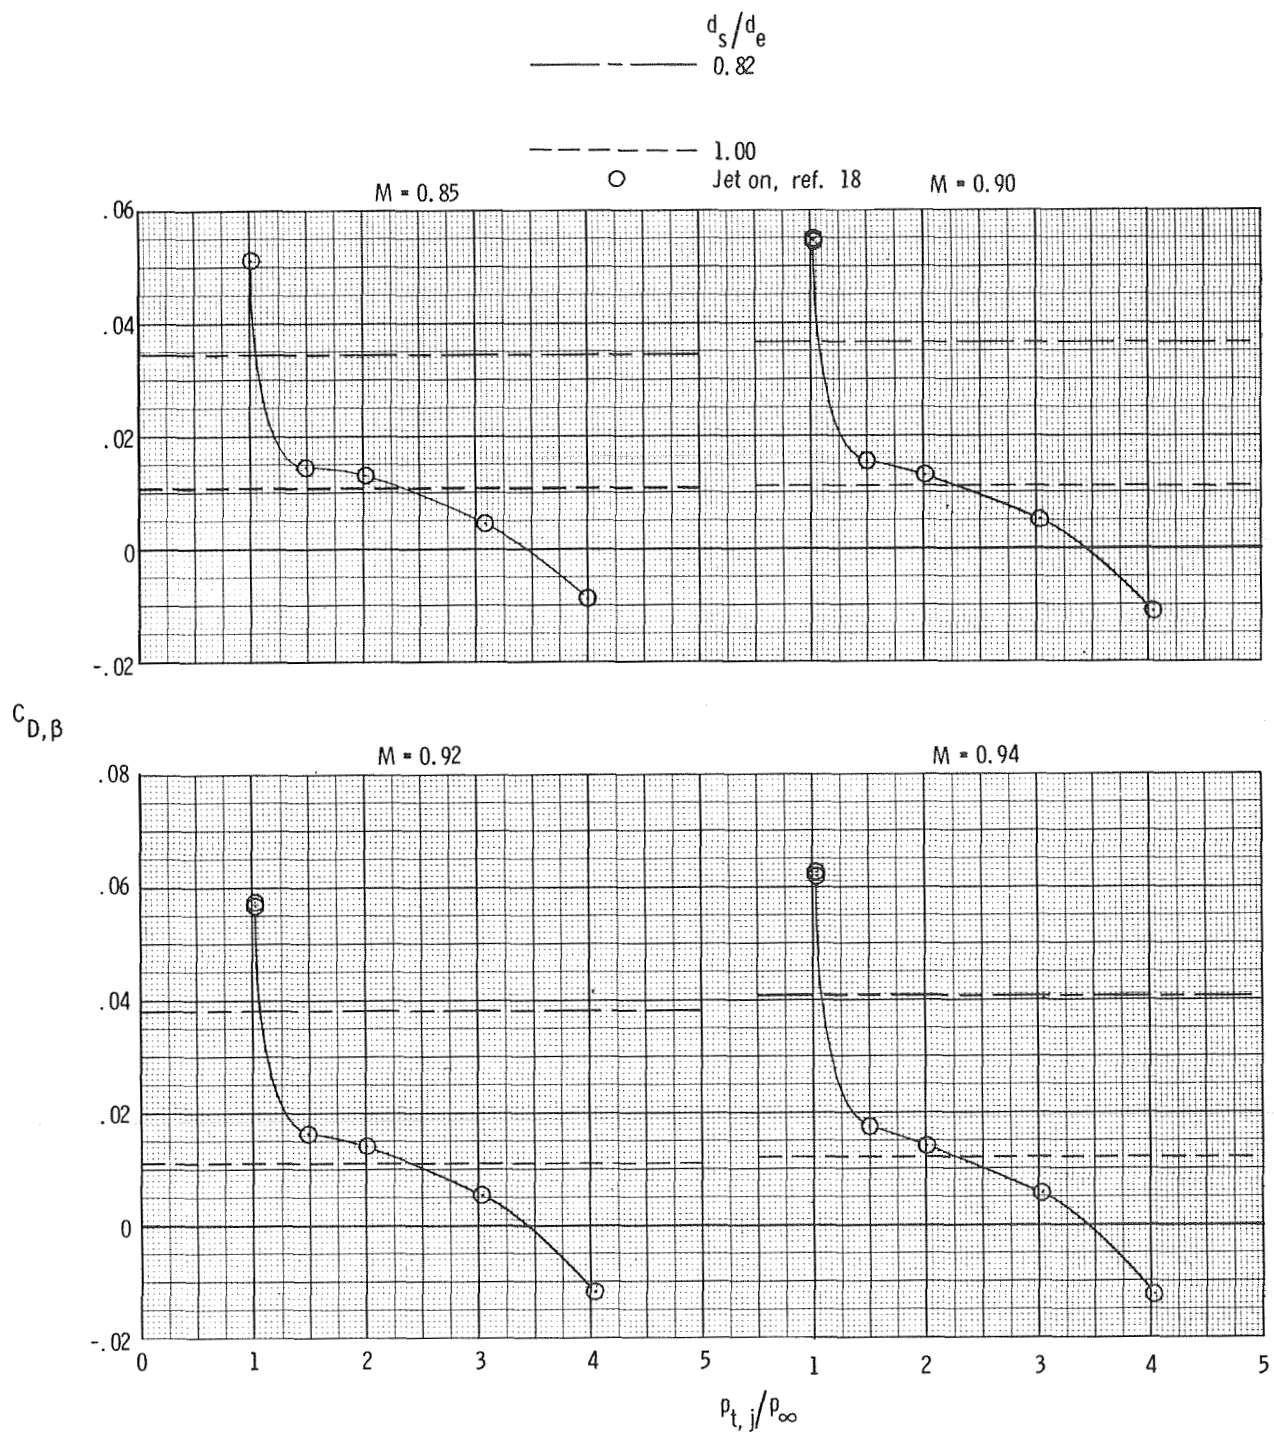 d_s/d_e
0.82
1.00
Jet on, ref. 18
M = 0.85
M = 0.90
.06
.04
.02
0
-.02
C_D,β
M = 0.92
M = 0.94
.08
.06
.04
.02
0
-.02
0 1 2 3 4 5 1 2 3 4 5
p_t, j/p_∞